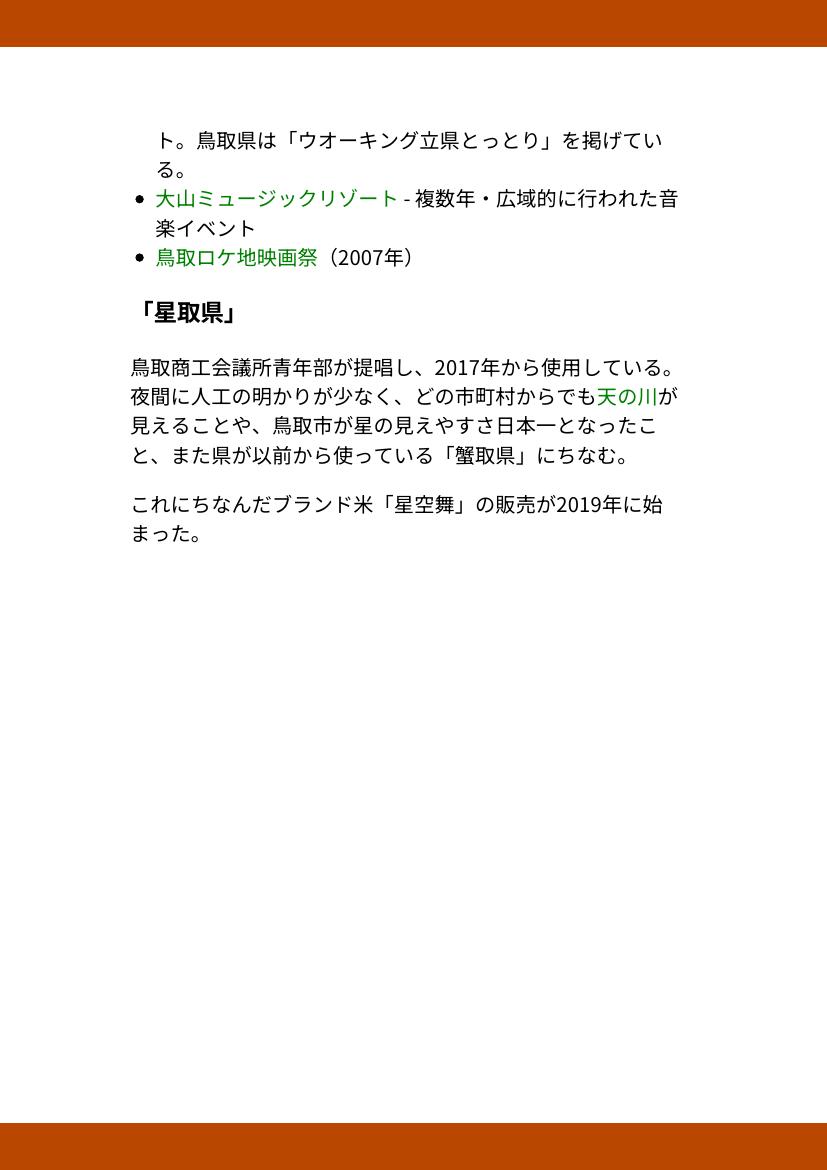 ト。鳥取県は「ウオーキング立県とっとり」を掲げてい
る。
• 大山ミュージックリゾート - 複数年・広域的に行われた音
楽イベント
• 鳥取ロケ地映画祭（2007年）
「星取県」
鳥取商工会議所青年部が提唱し、2017年から使用している。
夜間に人工の明かりが少なく、どの市町村からでも天の川が
見えることや、鳥取市が星の見えやすさ日本一となったこ
と、また県が以前から使っている「蟹取県」にちなむ。
これにちなんだブランド米「星空舞」の販売が2019年に始
まった。